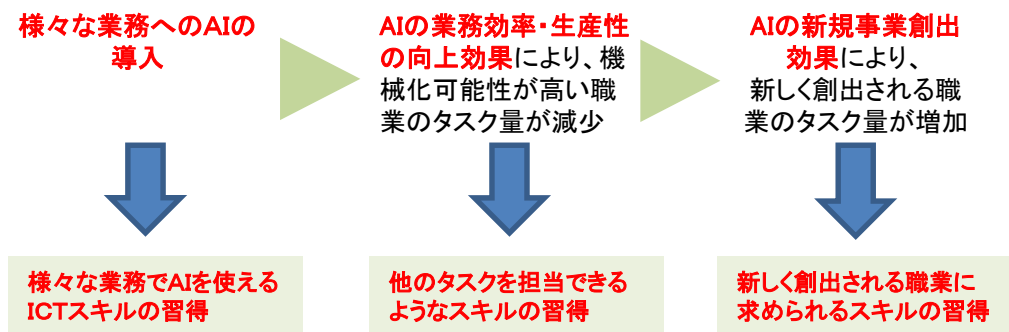 様々な業務へのAIの
導入
AIの業務効率・生産性
の向上効果により、機
械化可能性が高い職
業のタスク量が減少
AIの新規事業創出
効果により、
新しく創出される職
業のタスク量が増加
様々な業務でAIを使える
ICTスキルの習得
他のタスクを担当できる
ようなスキルの習得
新しく創出される職業に
求められるスキルの習得